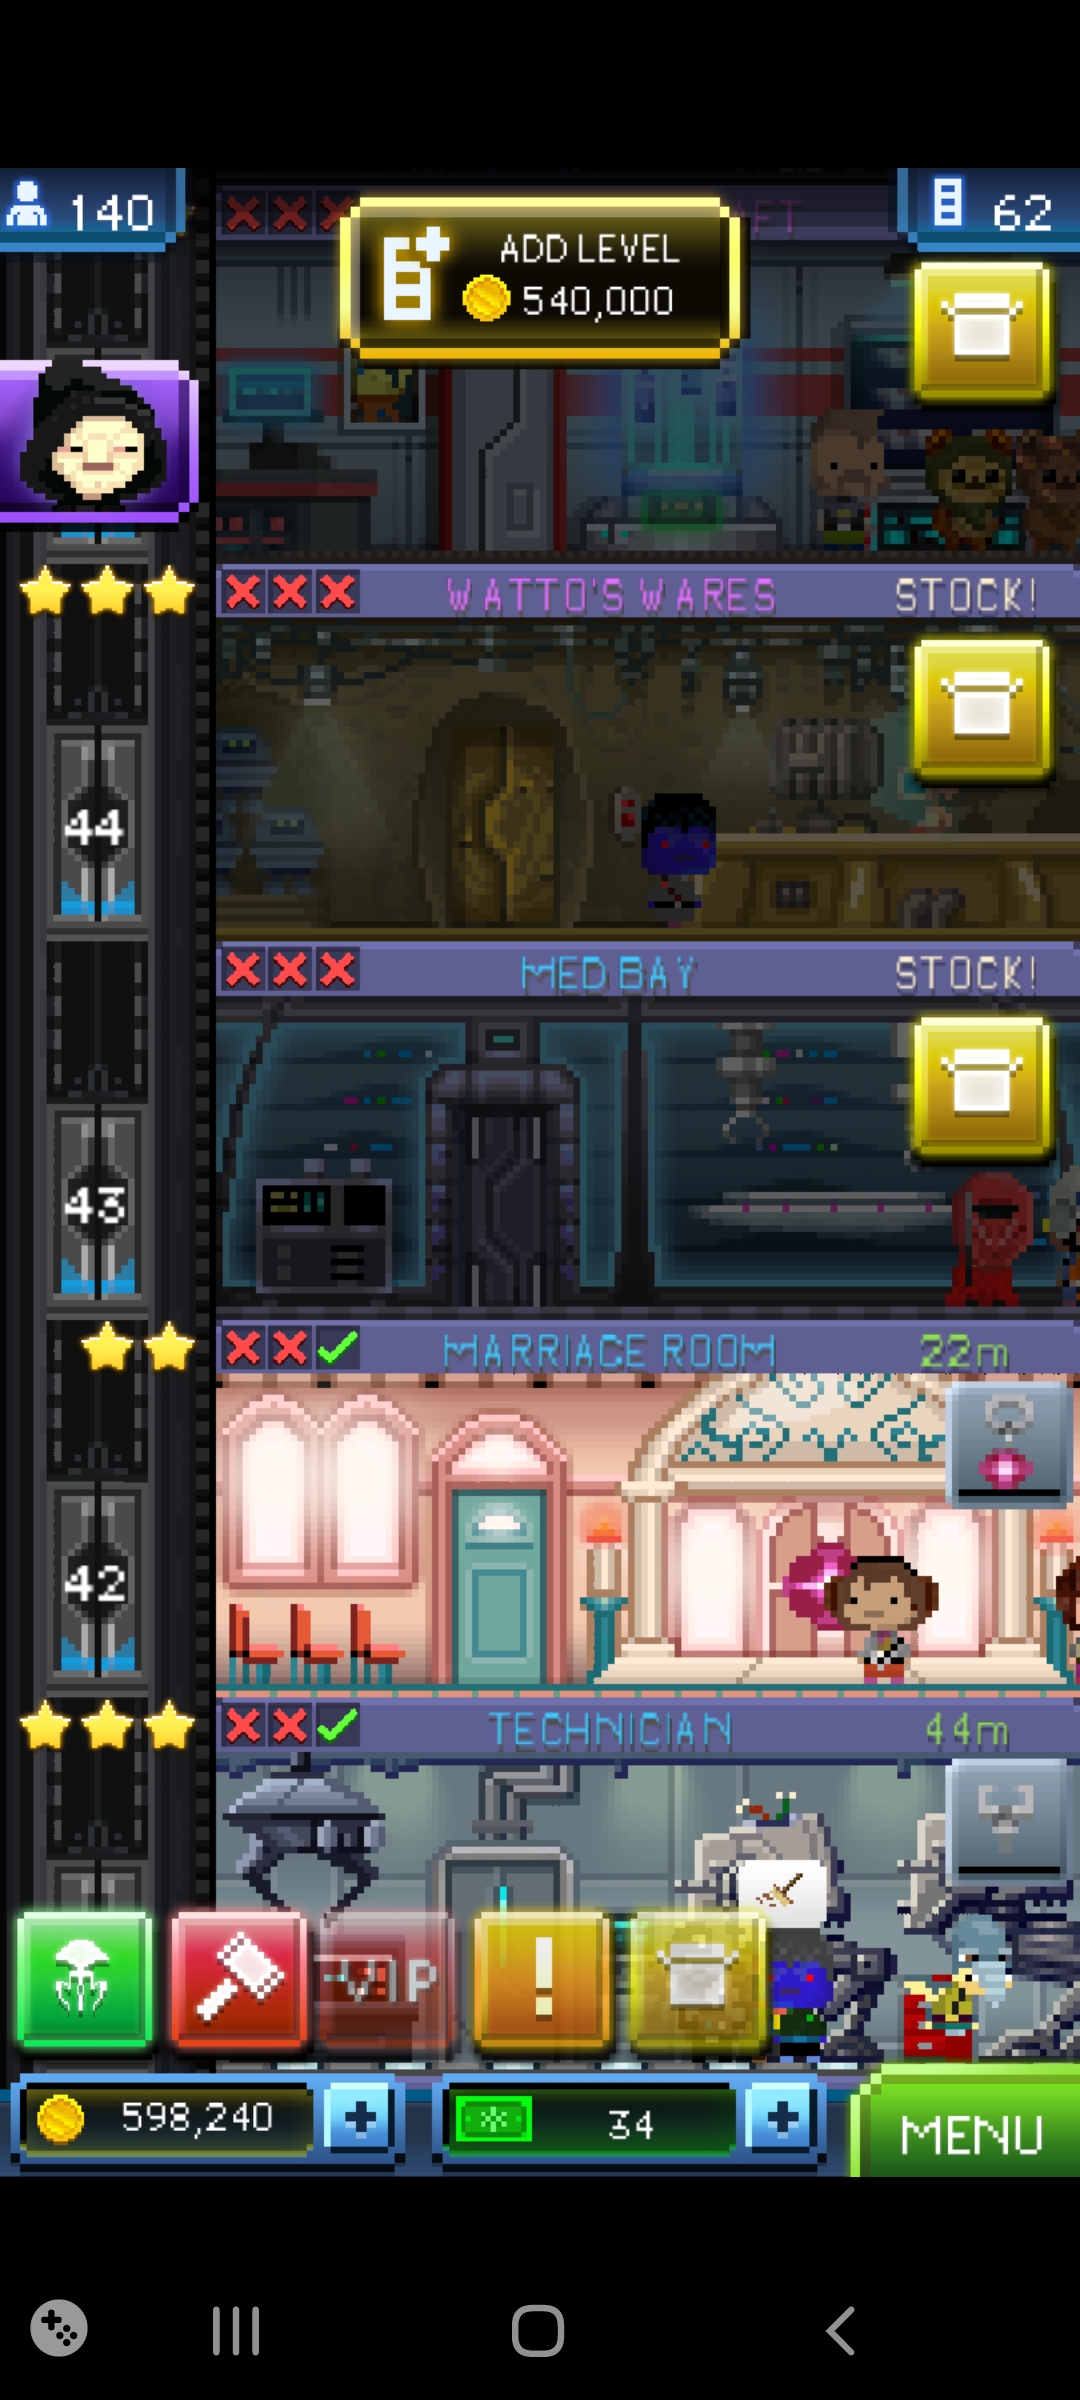 140
62
ADD LEVEL
540,000
WATTO'S WARES
STOCK!
44
MED BAY
STOCK!
43
MARRIAGE ROOM
22m
42
TECHNICIAN
44m
VIP
!
598,240
+
34
+
MENU